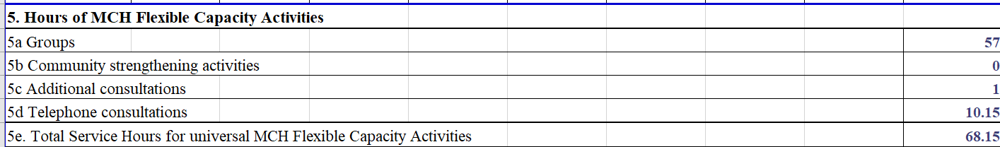 5. Hours of MCH Flexible Capacity Activities
5a Groups 57
5b Community strengthening activities 0
5c Additional consultations 1
5d Telephone consultations 10.15
5e. Total Service Hours for universal MCH Flexible Capacity Activities 68.15